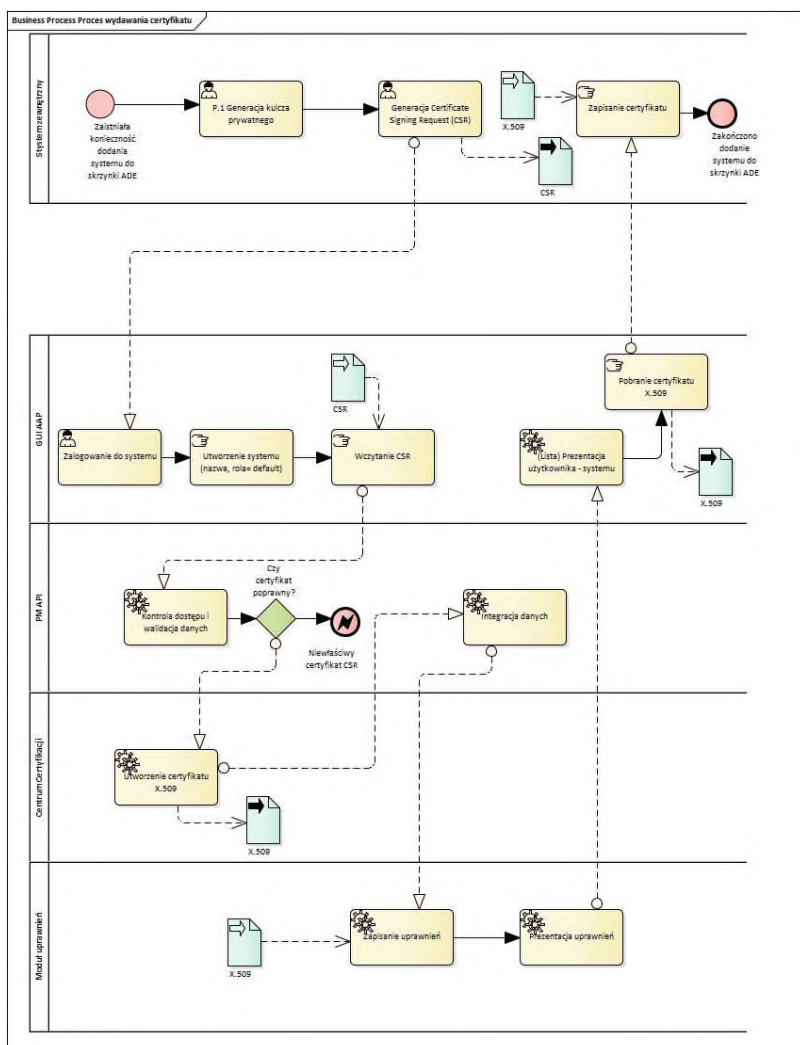 Business Process Proces wydawania certyfikatu
System zewnętrzny
Zaistniała
konieczność
dodania
systemu do
skrzynki ADE
P.1 Generacja kulcza
prywatnego
Generacja Certificate
Signing Request (CSR)
CSR
X.509
Zapisanie certyfikatu
Zakończono
dodanie
systemu do
skrzynki ADE
GUI AAP
Zalogowanie do systemu
Utworzenie systemu
(nazwa, rola= default)
CSR
Wczytanie CSR
(Lista) Prezentacja
użytkownika - systemu
Pobranie certyfikatu
X.509
X.509
PM API
Kontrola dostępu i
walidacja danych
Czy
certyfikat
poprawny?
Niewłaściwy
certyfikat CSR
Integracja danych
Centrum Certyfikacji
Utworzenie certyfikatu
X.509
X.509
Moduł uprawnień
X.509
Zapisanie uprawnień
Prezentacja uprawnień